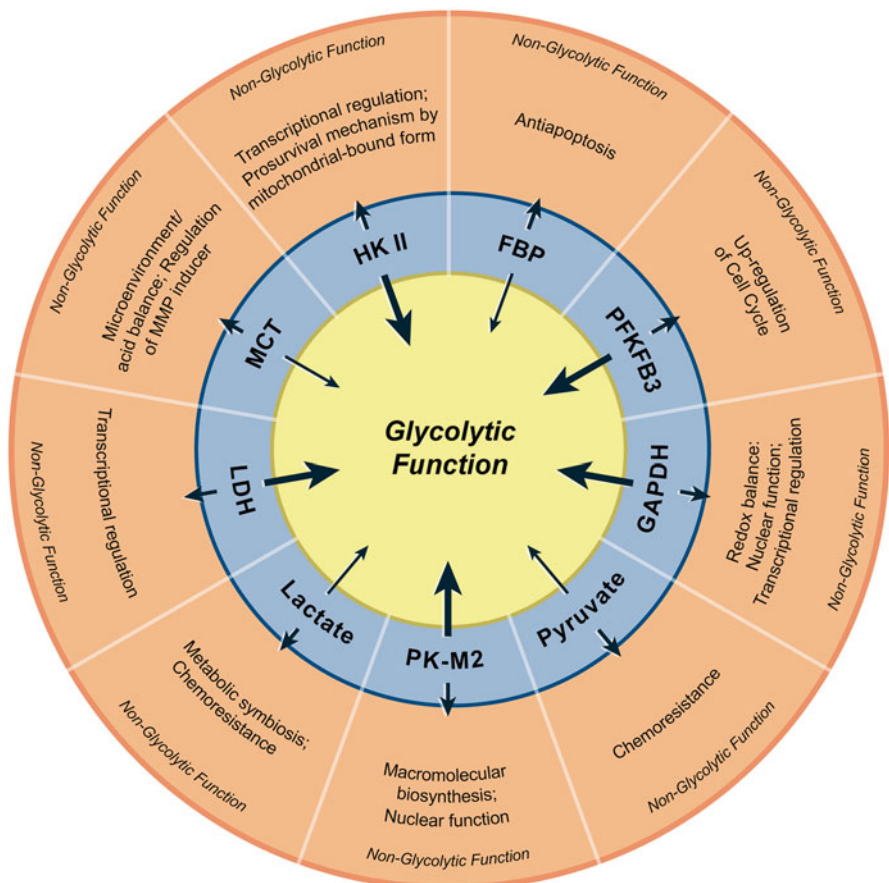 Non-Glycolytic Function
Transcriptional regulation;
Prosurvival mechanism by
mitochondrial-bound form
HK II
Non-Glycolytic Function
Antiapoptosis
FBP
Non-Glycolytic Function
Up-regulation
of Cell Cycle
PFKFB3
Non-Glycolytic Function
Redox balance:
Nuclear function;
Transcriptional regulation
GAPDH
Non-Glycolytic Function
Chemoresistance
Pyruvate
Macromolecular
biosynthesis;
Nuclear function
Non-Glycolytic Function
PK-M2
Metabolic symbiosis;
Chemoresistance
Non-Glycolytic Function
Lactate
Transcriptional regulation
Non-Glycolytic Function
LDH
Non-Glycolytic Function
Microenvironment/
acid balance; Regulation
of MMP inducer
MCT
Glycolytic
Function